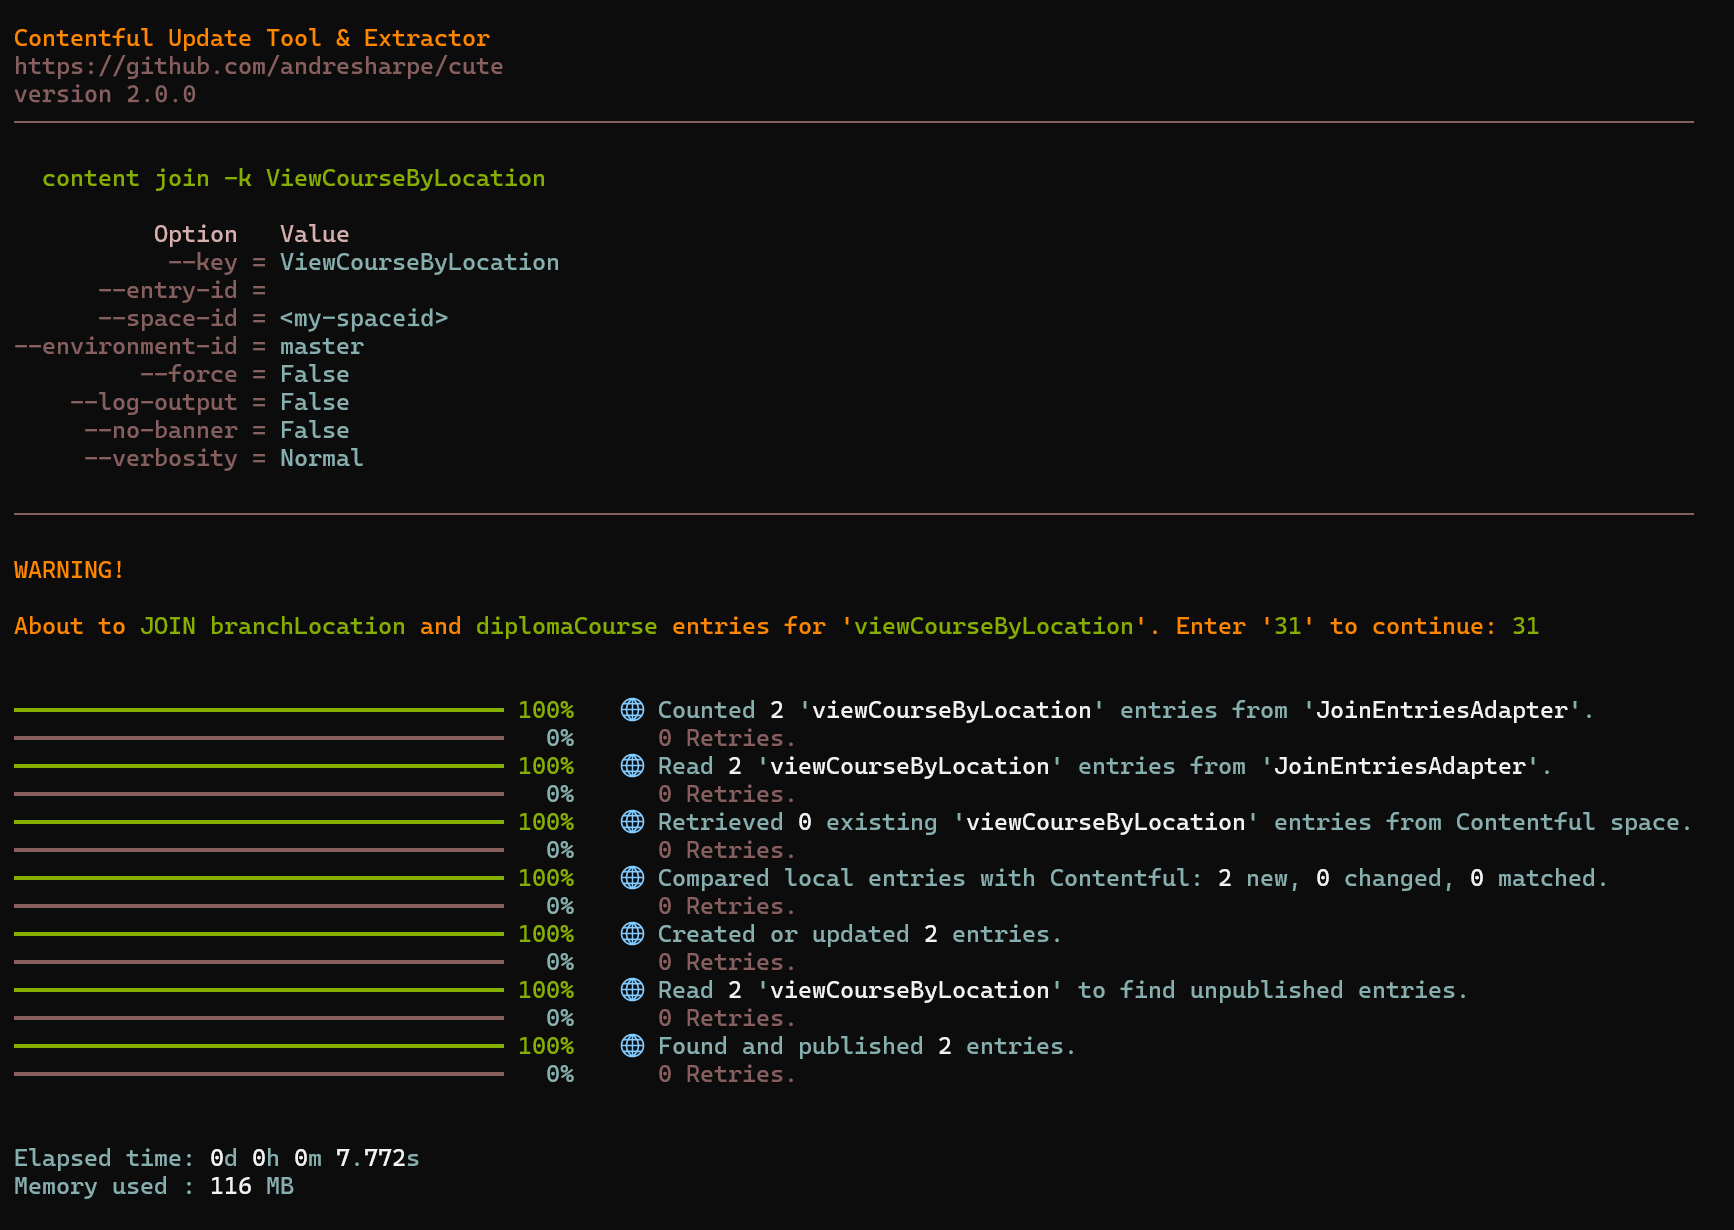 Contentful Update Tool & Extractor
https://github.com/andresharpe/cute
version 2.0.0
content join -k ViewCourseByLocation
Option   Value
--key = ViewCourseByLocation
--entry-id =
--space-id = <my-spaceid>
--environment-id = master
--force = False
--log-output = False
--no-banner = False
--verbosity = Normal
WARNING!
About to JOIN branchLocation and diplomaCourse entries for 'viewCourseByLocation'. Enter '31' to continue: 31
100% Counted 2 'viewCourseByLocation' entries from 'JoinEntriesAdapter'.
0% 0 Retries.
100% Read 2 'viewCourseByLocation' entries from 'JoinEntriesAdapter'.
0% 0 Retries.
100% Retrieved 0 existing 'viewCourseByLocation' entries from Contentful space.
0% 0 Retries.
100% Compared local entries with Contentful: 2 new, 0 changed, 0 matched.
0% 0 Retries.
100% Created or updated 2 entries.
0% 0 Retries.
100% Read 2 'viewCourseByLocation' to find unpublished entries.
0% 0 Retries.
100% Found and published 2 entries.
0% 0 Retries.
Elapsed time: 0d 0h 0m 7.772s
Memory used : 116 MB